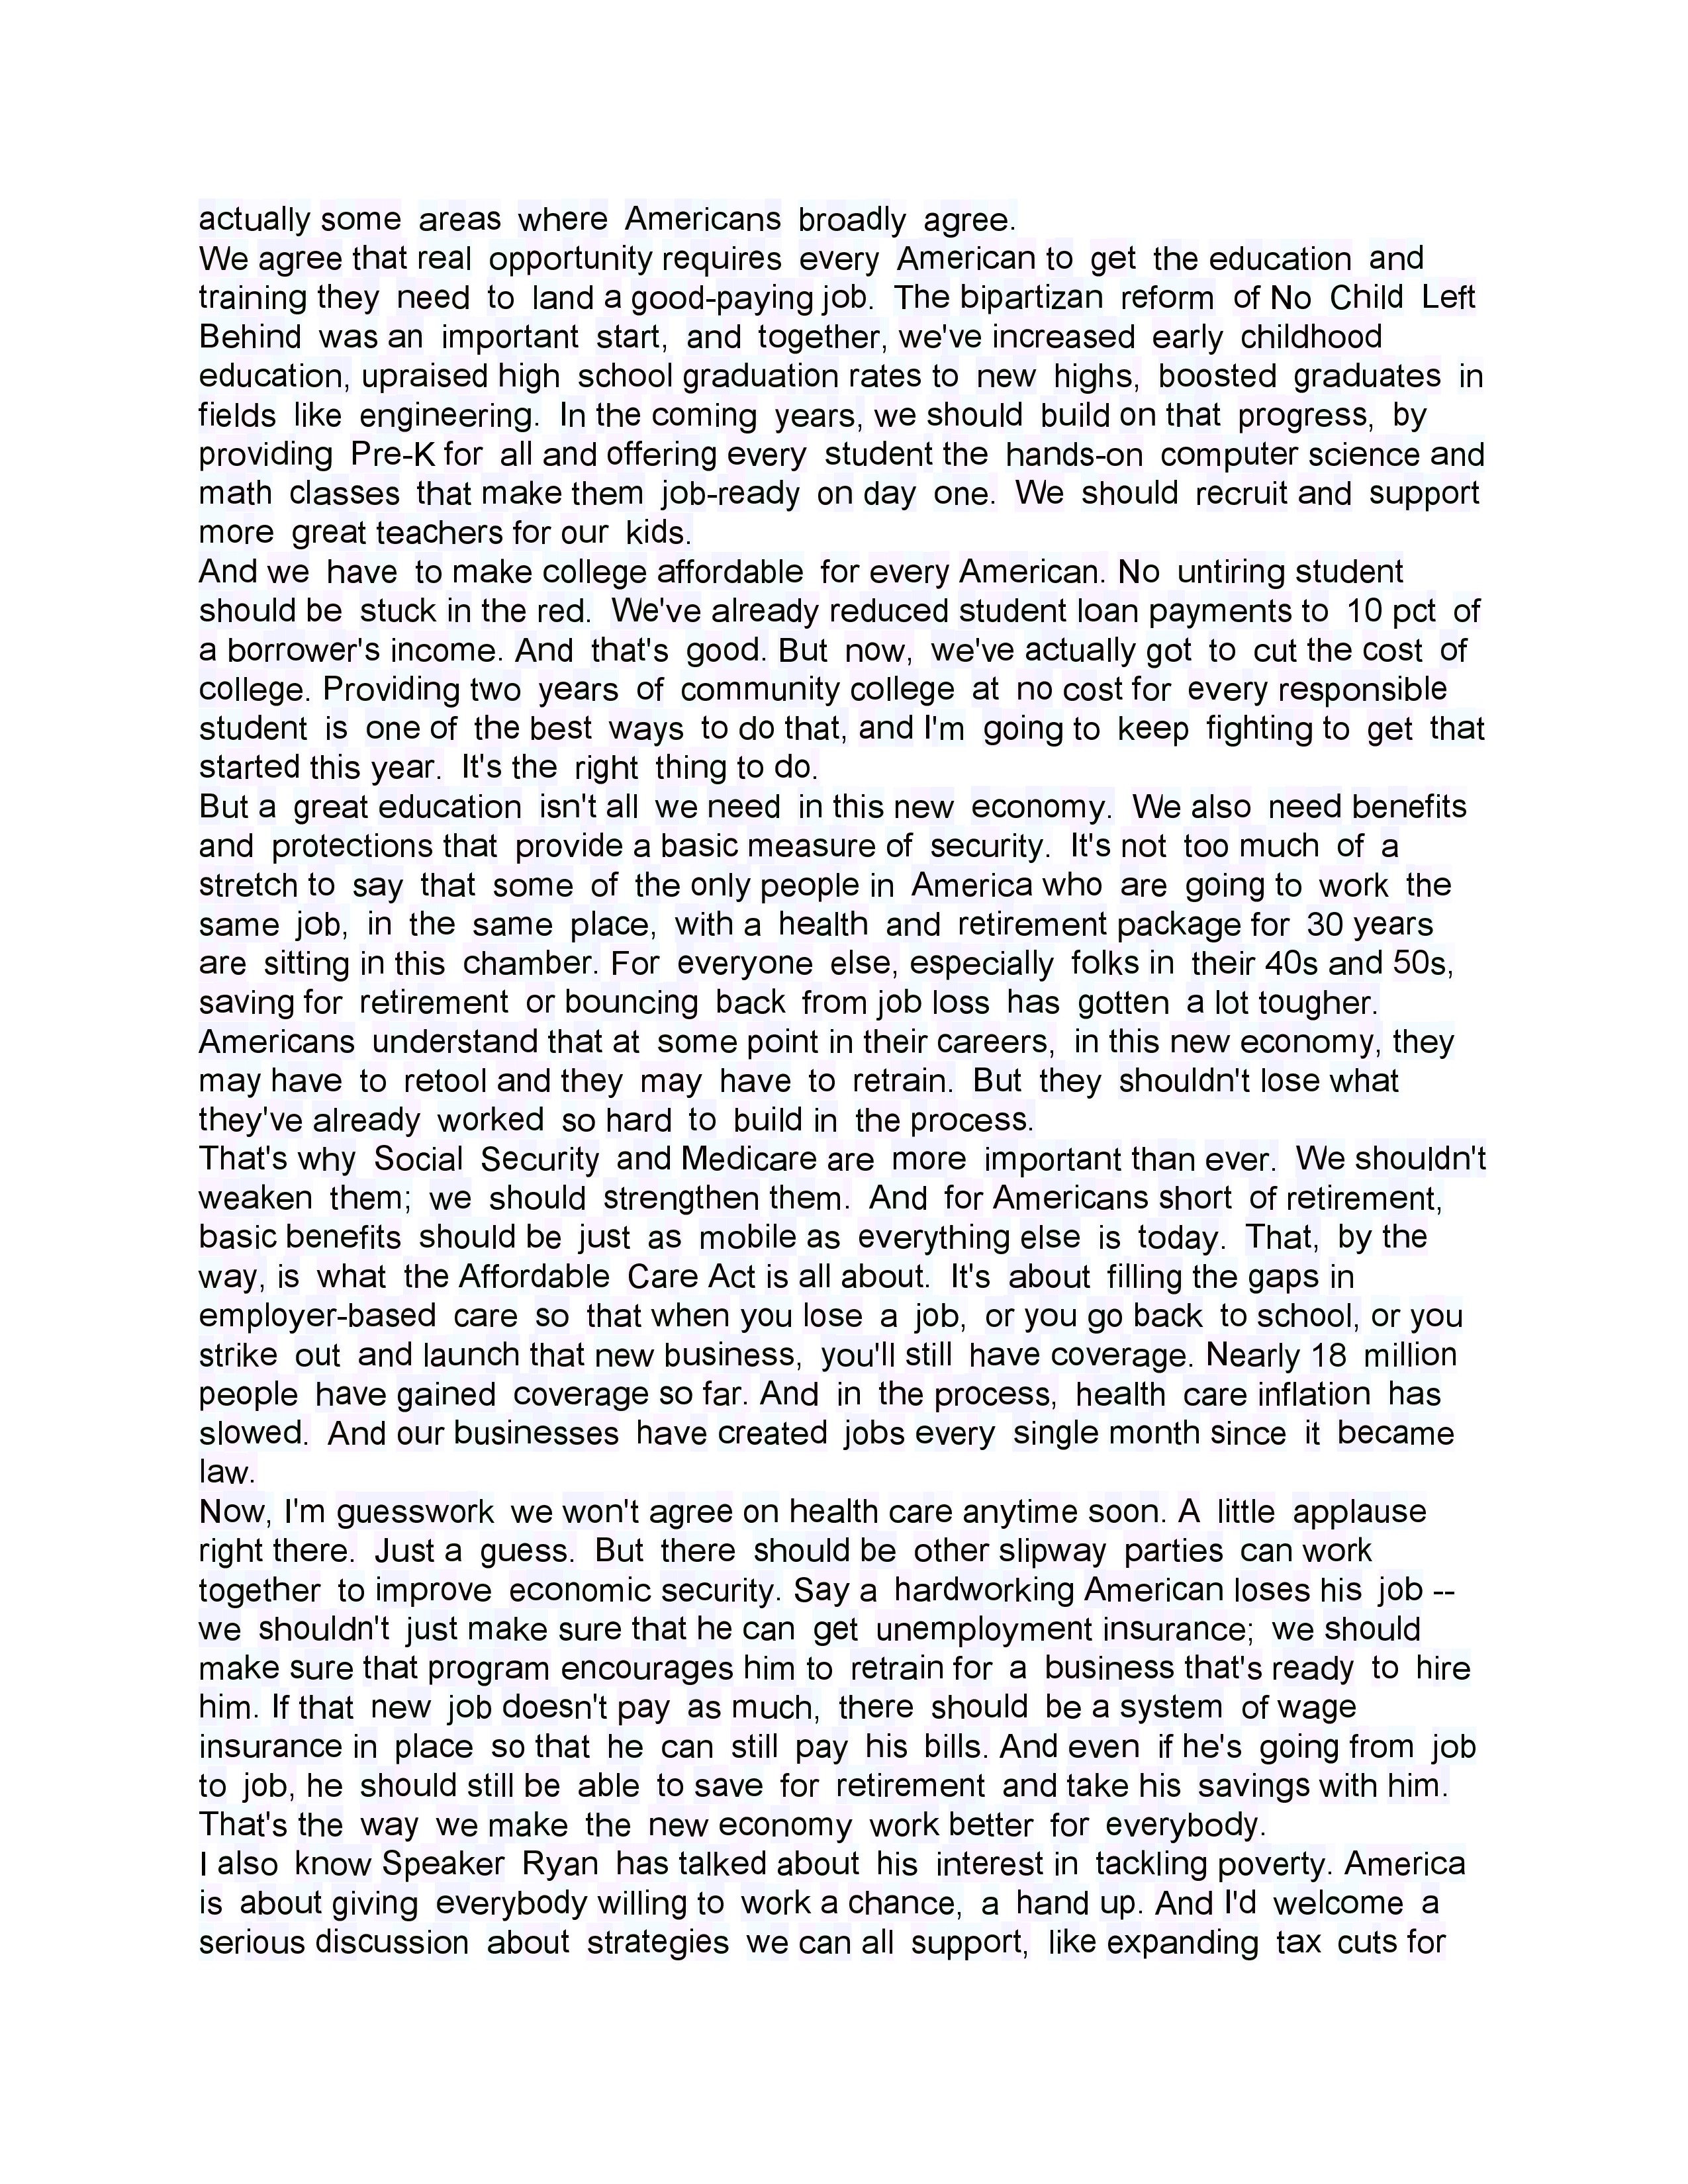 actually some areas where Americans broadly agree.
We agree that real opportunity requires every American to get the education and
training they need to land a good-paying job. The bipartizan reform of No Child Left
Behind was an important start, and together, we've increased early childhood
education, upraised high school graduation rates to new highs, boosted graduates in
fields like engineering. In the coming years, we should build on that progress, by
providing Pre-K for all and offering every student the hands-on computer science and
math classes that make them job-ready on day one. We should recruit and support
more great teachers for our kids.
And we have to make college affordable for every American. No untiring student
should be stuck in the red. We've already reduced student loan payments to 10 pct of
a borrower's income. And that's good. But now, we've actually got to cut the cost of
college. Providing two years of community college at no cost for every responsible
student is one of the best ways to do that, and I'm going to keep fighting to get that
started this year. It's the right thing to do.
But a great education isn't all we need in this new economy. We also need benefits
and protections that provide a basic measure of security. It's not too much of a
stretch to say that some of the only people in America who are going to work the
same job, in the same place, with a health and retirement package for 30 years
are sitting in this chamber. For everyone else, especially folks in their 40s and 50s,
saving for retirement or bouncing back from job loss has gotten a lot tougher.
Americans understand that at some point in their careers, in this new economy, they
may have to retool and they may have to retrain. But they shouldn't lose what
they've already worked so hard to build in the process.
That's why Social Security and Medicare are more important than ever. We shouldn't
weaken them; we should strengthen them. And for Americans short of retirement,
basic benefits should be just as mobile as everything else is today. That, by the
way, is what the Affordable Care Act is all about. It's about filling the gaps in
employer-based care so that when you lose a job, or you go back to school, or you
strike out and launch that new business, you'll still have coverage. Nearly 18 million
people have gained coverage so far. And in the process, health care inflation has
slowed. And our businesses have created jobs every single month since it became
law.
Now, I'm guesswork we won't agree on health care anytime soon. A little applause
right there. Just a guess. But there should be other slipway parties can work
together to improve economic security. Say a hardworking American loses his job --
we shouldn't just make sure that he can get unemployment insurance; we should
make sure that program encourages him to retrain for a business that's ready to hire
him. If that new job doesn't pay as much, there should be a system of wage
insurance in place so that he can still pay his bills. And even if he's going from job
to job, he should still be able to save for retirement and take his savings with him.
That's the way we make the new economy work better for everybody.
I also know Speaker Ryan has talked about his interest in tackling poverty. America
is about giving everybody willing to work a chance, a hand up. And I'd welcome a
serious discussion about strategies we can all support, like expanding tax cuts for